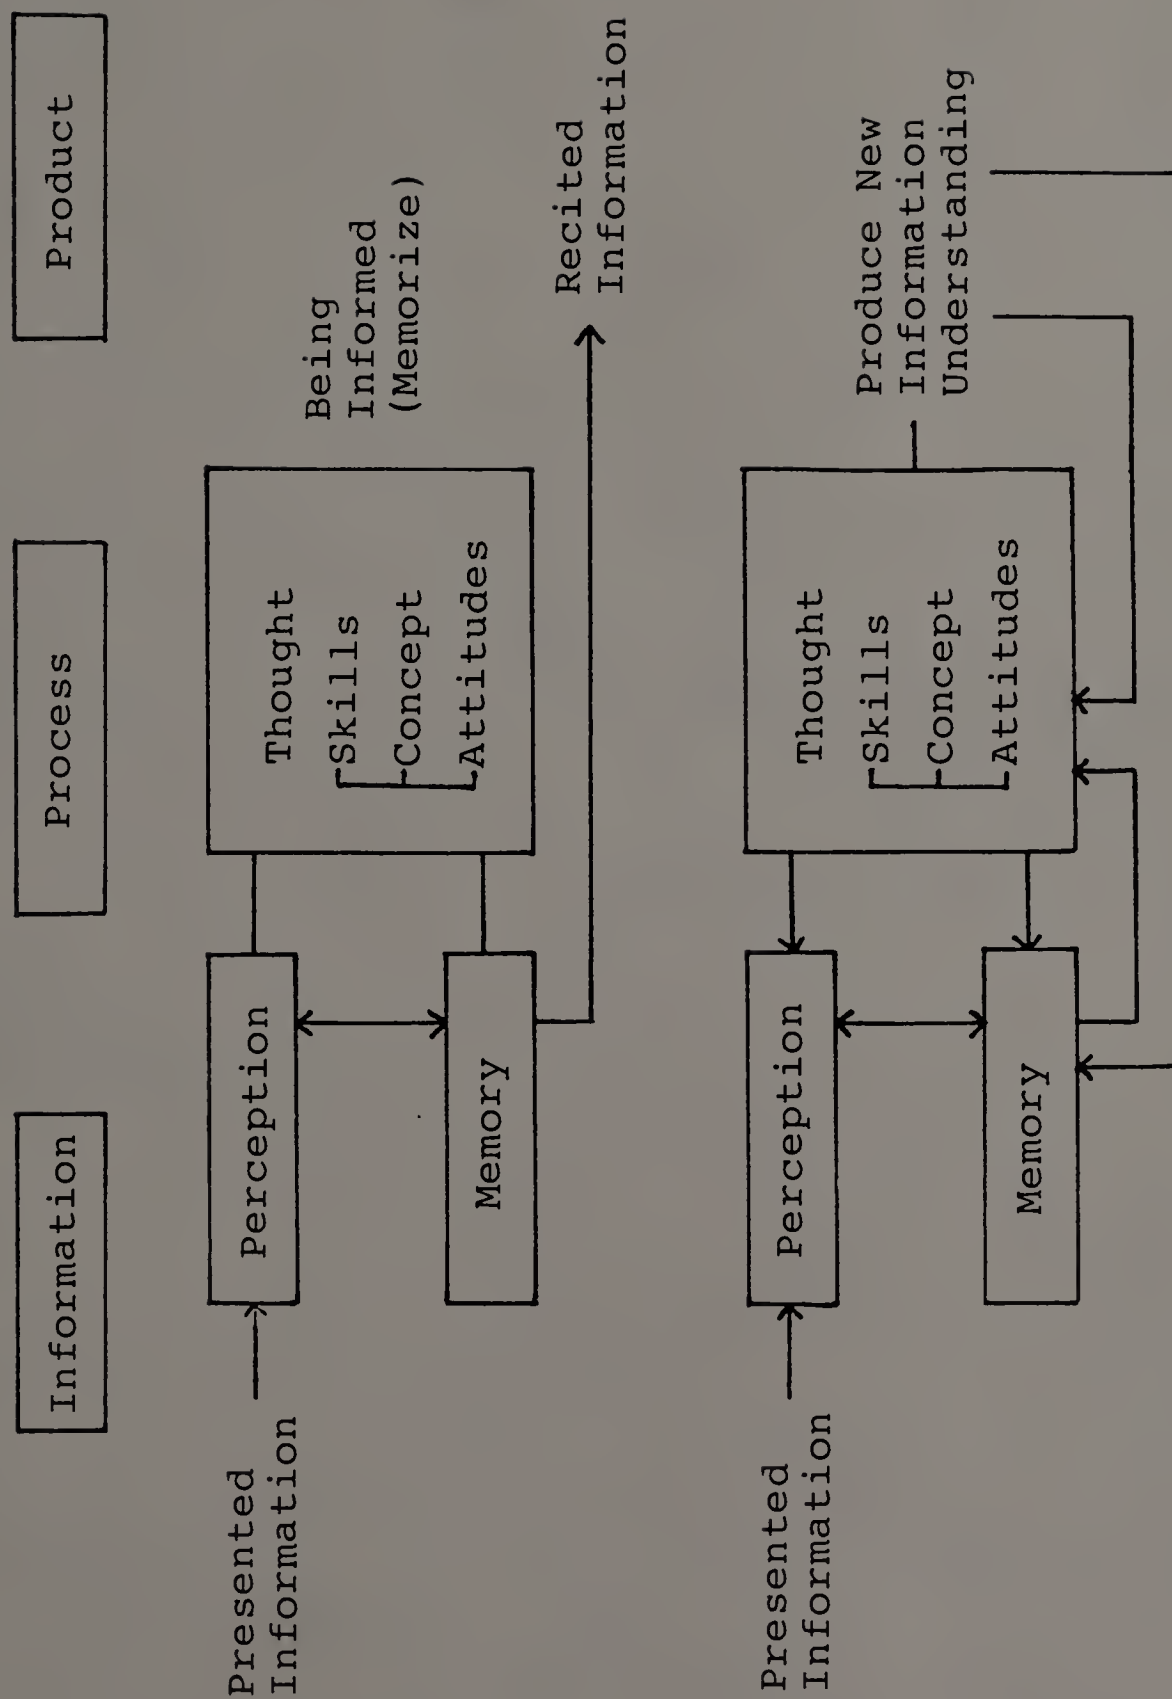 Information
Process
Product
Presented
Information
Perception
Memory
Thought
Skills
Concept
Attitudes
Being
Informed
(Memorize)
Recited
Information
Presented
Information
Perception
Memory
Thought
Skills
Concept
Attitudes
Produce New
Information
Understanding